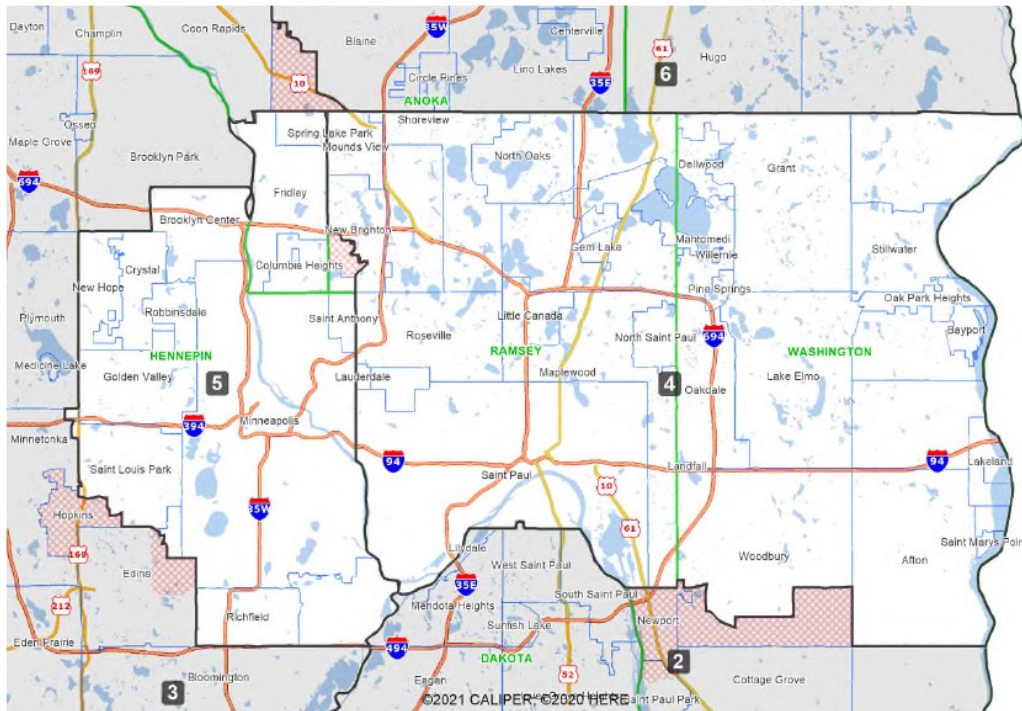 Dayton
Champlin
Coon Rapids
Blaine
35W
Centerville
61
6
Hugo
169
10
Circle Pines
Lino Lakes
35E
ANOKA
Shoreview
Osseo
Maple Grove
Brooklyn Park
Spring Lake Park
Mounds View
North Oaks
Dellwood
Grant
694
Fridley
Brooklyn Center
New Brighton
Gem Lake
Mahtomedi
Willernie
Stillwater
Crystal
Columbia Heights
New Hope
Pine Springs
Oak Park Heights
Plymouth
Robbinsdale
Saint Anthony
Little Canada
Roseville
North Saint Paul
694
Bayport
HENNEPIN
RAMSEY
WASHINGTON
Medicine Lake
Golden Valley
5
Lauderdale
Maplewood
4
Oakdale
Lake Elmo
394
Minneapolis
Minnetonka
Saint Louis Park
94
Saint Paul
Landfall
94
Lakeland
10
35W
Hopkins
61
Saint Marys Poin
169
Edina
Lilydale
West Saint Paul
Woodbury
Afton
212
35E
Mendota Heights
South Saint Paul
Richfield
Sunfish Lake
Newport
Eden Prairie
494
DAKOTA
2
3
Bloomington
Eagan
52
Cottage Grove
©2021 CALIPER; ©2020 HERE
Saint Paul Park